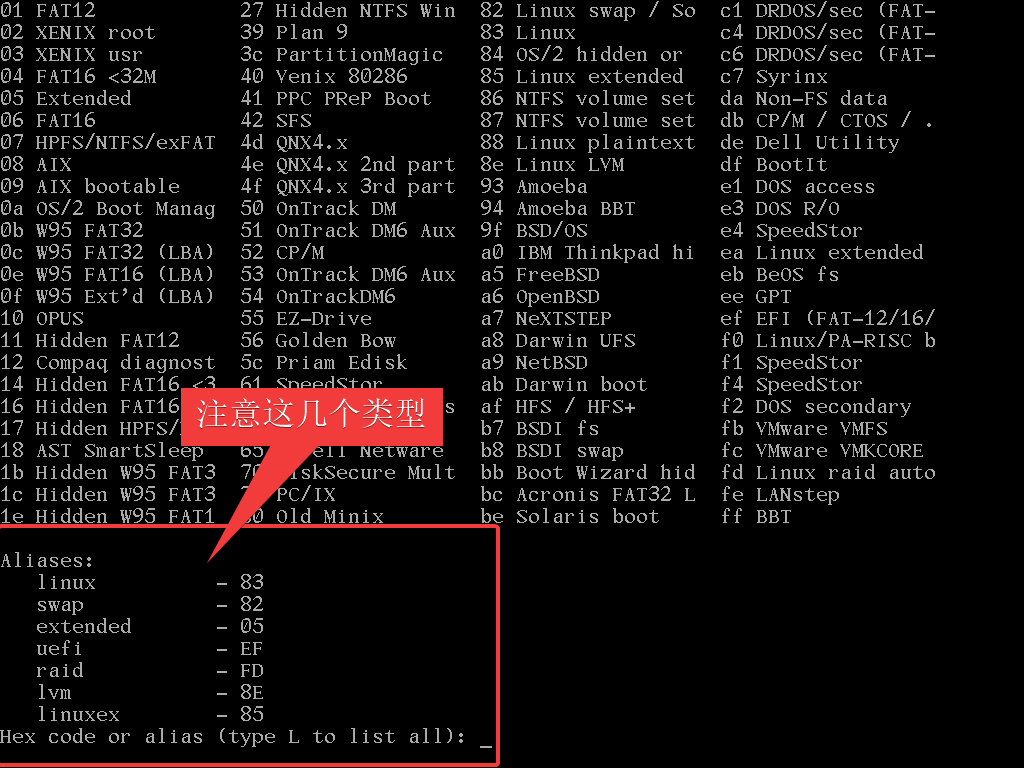 01 FAT12 27 Hidden NTFS Win 82 Linux swap / So c1 DRDOS/sec (FAT-
02 XENIX root 39 Plan 9 83 Linux c4 DRDOS/sec (FAT-
03 XENIX usr 3c PartitionMagic 84 OS/2 hidden or c6 DRDOS/sec (FAT-
04 FAT16 <32M 40 Venix 80286 85 Linux extended c7 Syrinx
05 Extended 41 PPC PReP Boot 86 NTFS volume set da Non-FS data
06 FAT16 42 SFS 87 NTFS volume set db CP/M / CTOS / .
07 HPFS/NTFS/exFAT 4d QNX4.x 88 Linux plaintext de Dell Utility
08 AIX 4e QNX4.x 2nd part 8e Linux LVM df BootIt
09 AIX bootable 4f QNX4.x 3rd part 93 Amoeba e1 DOS access
0a OS/2 Boot Manag 50 OnTrack DM 94 Amoeba BBT e3 DOS R/O
0b W95 FAT32 51 OnTrack DM6 Aux 9f BSD/OS e4 SpeedStor
0c W95 FAT32 (LBA) 52 CP/M a0 IBM Thinkpad hi ea Linux extended
0e W95 FAT16 (LBA) 53 OnTrack DM6 Aux a5 FreeBSD eb BeOS fs
0f W95 Ext'd (LBA) 54 OnTrackDM6 a6 OpenBSD ee GPT
10 OPUS 55 EZ-Drive a7 NeXTSTEP ef EFI (FAT-12/16/
11 Hidden FAT12 56 Golden Bow a8 Darwin UFS f0 Linux/PA-RISC b
12 Compaq diagnost 5c Priam Edisk a9 NetBSD f1 SpeedStor
14 Hidden FAT16 <3 61 SpeedStor ab Darwin boot f4 SpeedStor
16 Hidden FAT16 s af HFS / HFS+ f2 DOS secondary
17 Hidden HPFS/ b7 BSDI fs fb VMware VMFS
18 AST SmartSleep 65 Netware b8 BSDI swap fc VMware VMKCORE
1b Hidden W95 FAT3 70 DiskSecure Mult bb Boot Wizard hid fd Linux raid auto
1c Hidden W95 FAT3 PC/IX bc Acronis FAT32 L fe LANstep
1e Hidden W95 FAT1 80 Old Minix be Solaris boot ff BBT
注意这几个类型
Aliases:
linux - 83
swap - 82
extended - 05
uefi - EF
raid - FD
lvm - 8E
linuxex - 85
Hex code or alias (type L to list all): _